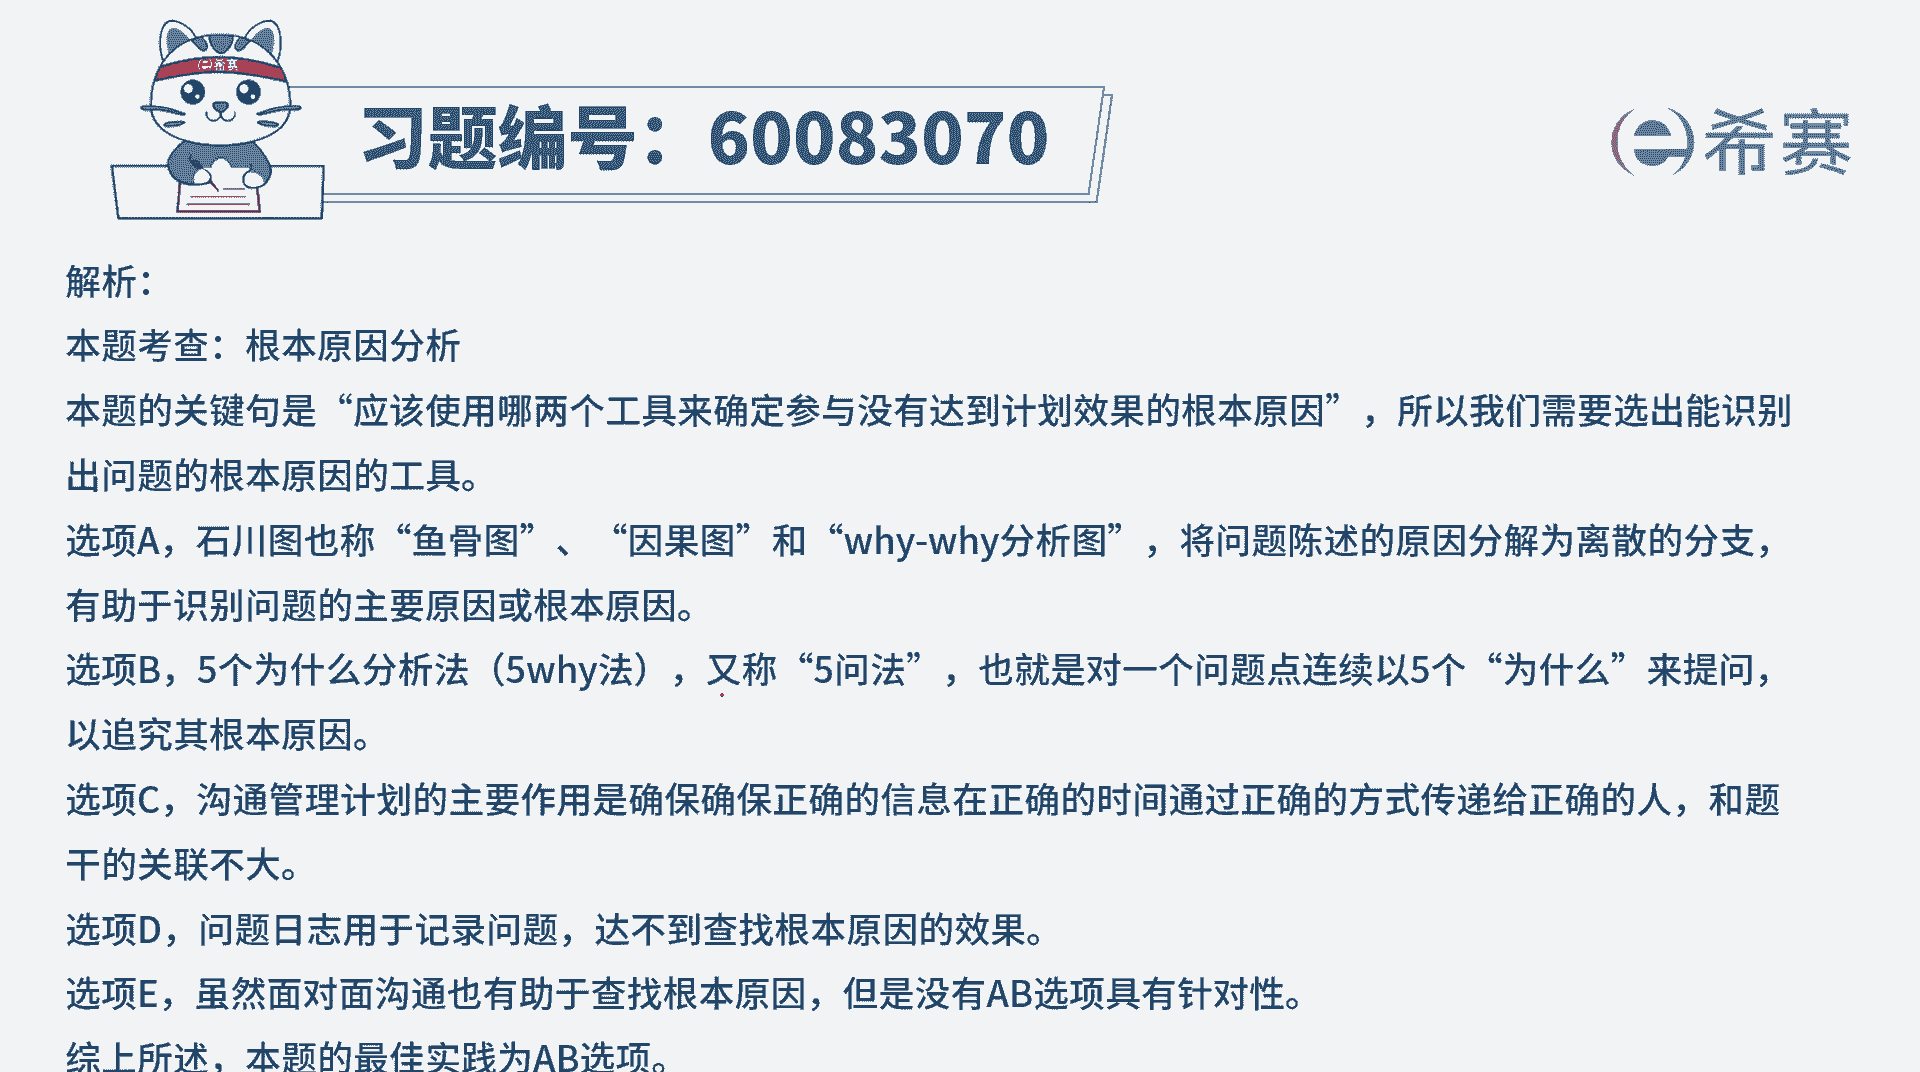 e希赛
习题编号：60083070
e希赛
解析：
本题考查：根本原因分析
本题的关键句是“应该使用哪两个工具来确定参与没有达到计划效果的根本原因”，所以我们需要选出能识别
出问题的根本原因的工具。
选项A，石川图也称“鱼骨图”、“因果图”和“why-why分析图”，将问题陈述的原因分解为离散的分支，
有助于识别问题的主要原因或根本原因。
选项B，5个为什么分析法（5why法），又称“5问法”，也就是对一个问题点连续以5个“为什么”来提问，
以追究其根本原因。
选项C，沟通管理计划的主要作用是确保确保正确的信息在正确的时间通过正确的方式传递给正确的人，和题
干的关联不大。
选项D，问题日志用于记录问题，达不到查找根本原因的效果。
选项E，虽然面对面沟通也有助于查找根本原因，但是没有AB选项具有针对性。
综上所述，本题的最佳实践为AB选项。